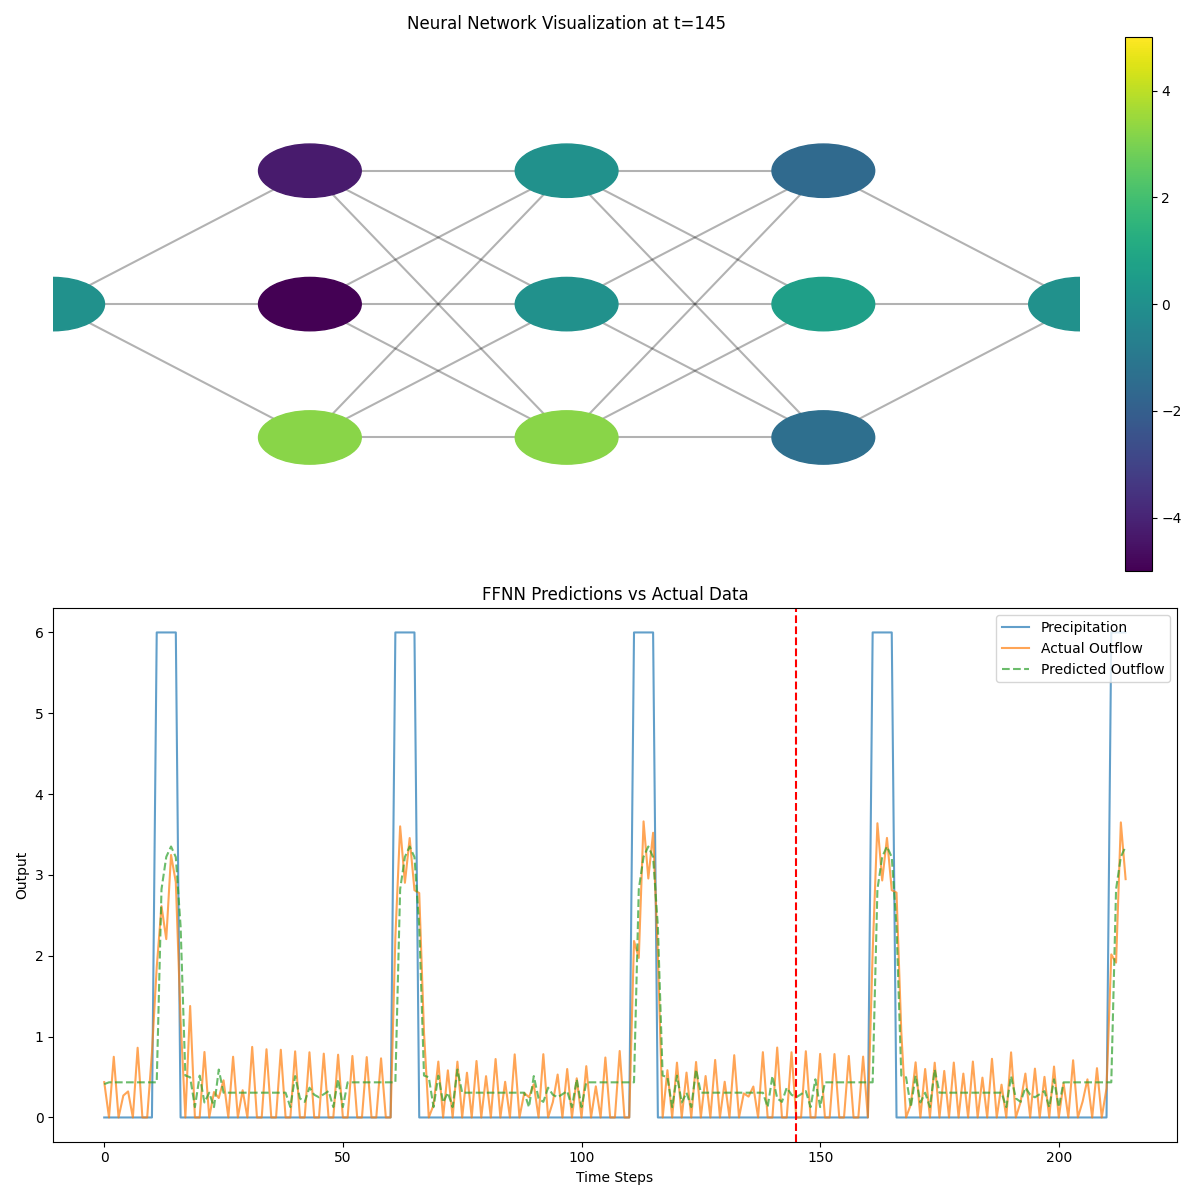 Neural Network Visualization at t=145
4
2
0
−2
−4
FFNN Predictions vs Actual Data
Precipitation
Actual Outflow
Predicted Outflow
Output
6
5
4
3
2
1
0
0 50 100 150 200
Time Steps